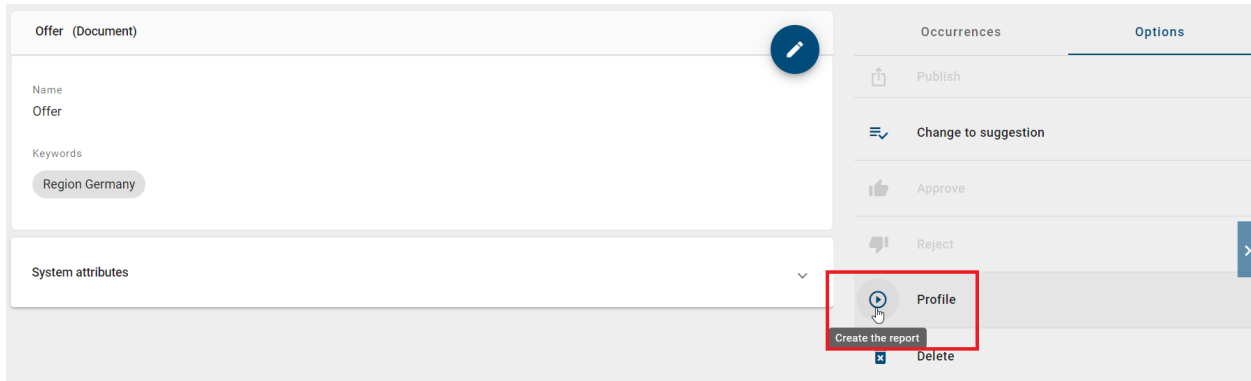 Offer (Document)
Name
Offer
Keywords
Region Germany
System attributes
Occurrences
Options
Publish
Change to suggestion
Approve
Reject
Profile
Create the report
Delete